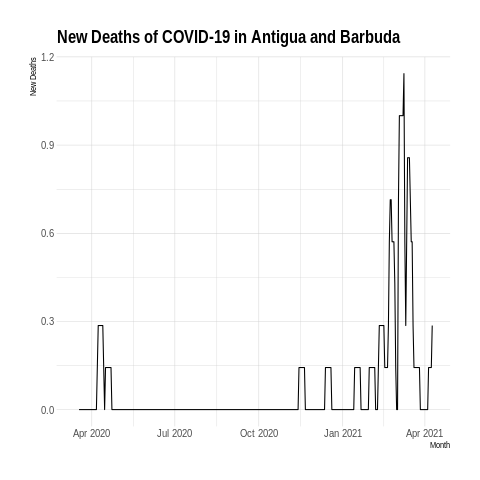 New Deaths of COVID-19 in Antigua and Barbuda
New Deaths
1.2
0.9
0.6
0.3
0.0
Apr 2020 Jul 2020 Oct 2020 Jan 2021 Apr 2021
Month